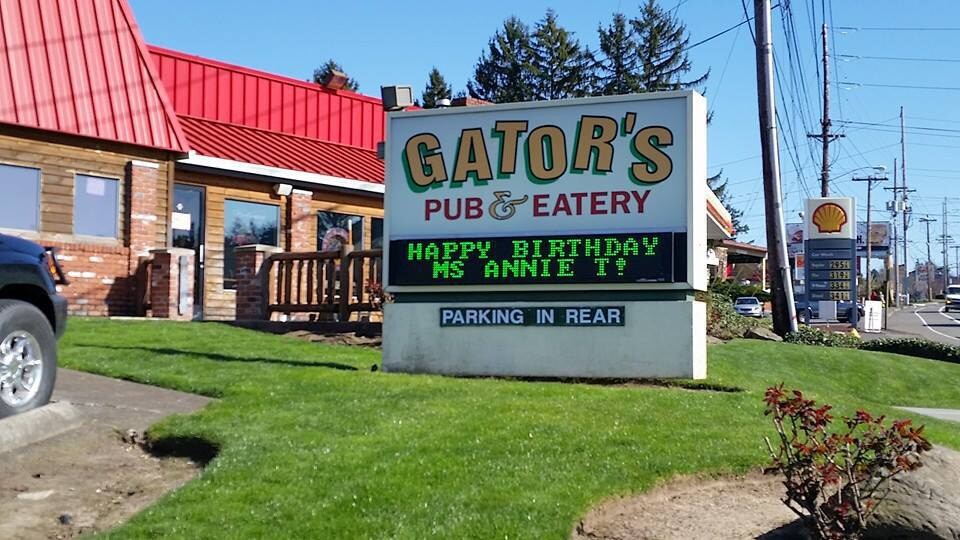 GATOR'S
PUB & EATERY
HAPPY BIRTHDAY
MS ANNIE T!
PARKING IN REAR